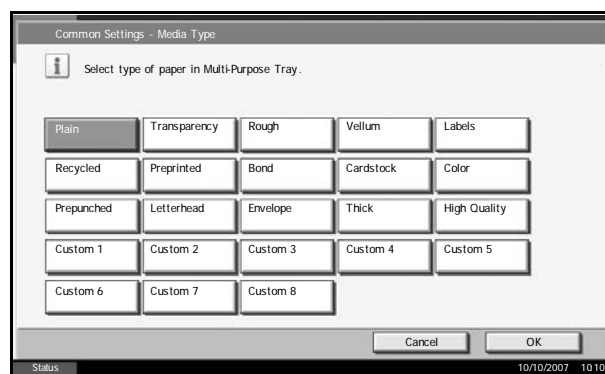 Common Settings - Media Type
Select type of paper in Multi-Purpose Tray.
Plain Transparency Rough Vellum Labels
Recycled Preprinted Bond Cardstock Color
Prepunched Letterhead Envelope Thick High Quality
Custom 1 Custom 2 Custom 3 Custom 4 Custom 5
Custom 6 Custom 7 Custom 8
Cancel OK
Status 10/10/2007 10:10